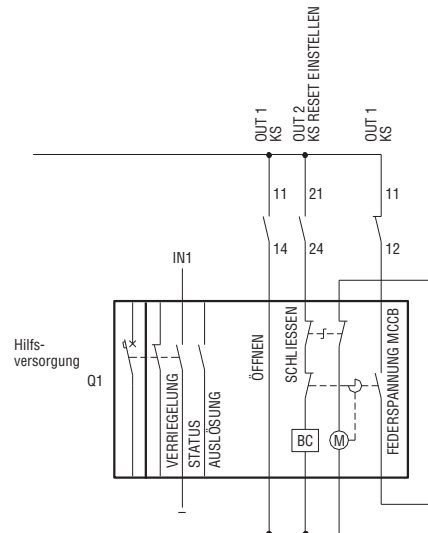 OUT 1
KS
OUT 2
KS RESET EINSTELLEN
OUT 1
KS
11
21
11
14
24
12
IN1
Hilfs-
versorgung
Q1
VERRIEGELUNG
STATUS
AUSLÖSUNG
ÖFFNEN
SCHLIESSEN
FEDERSPANNUNG MCCB
BC
M